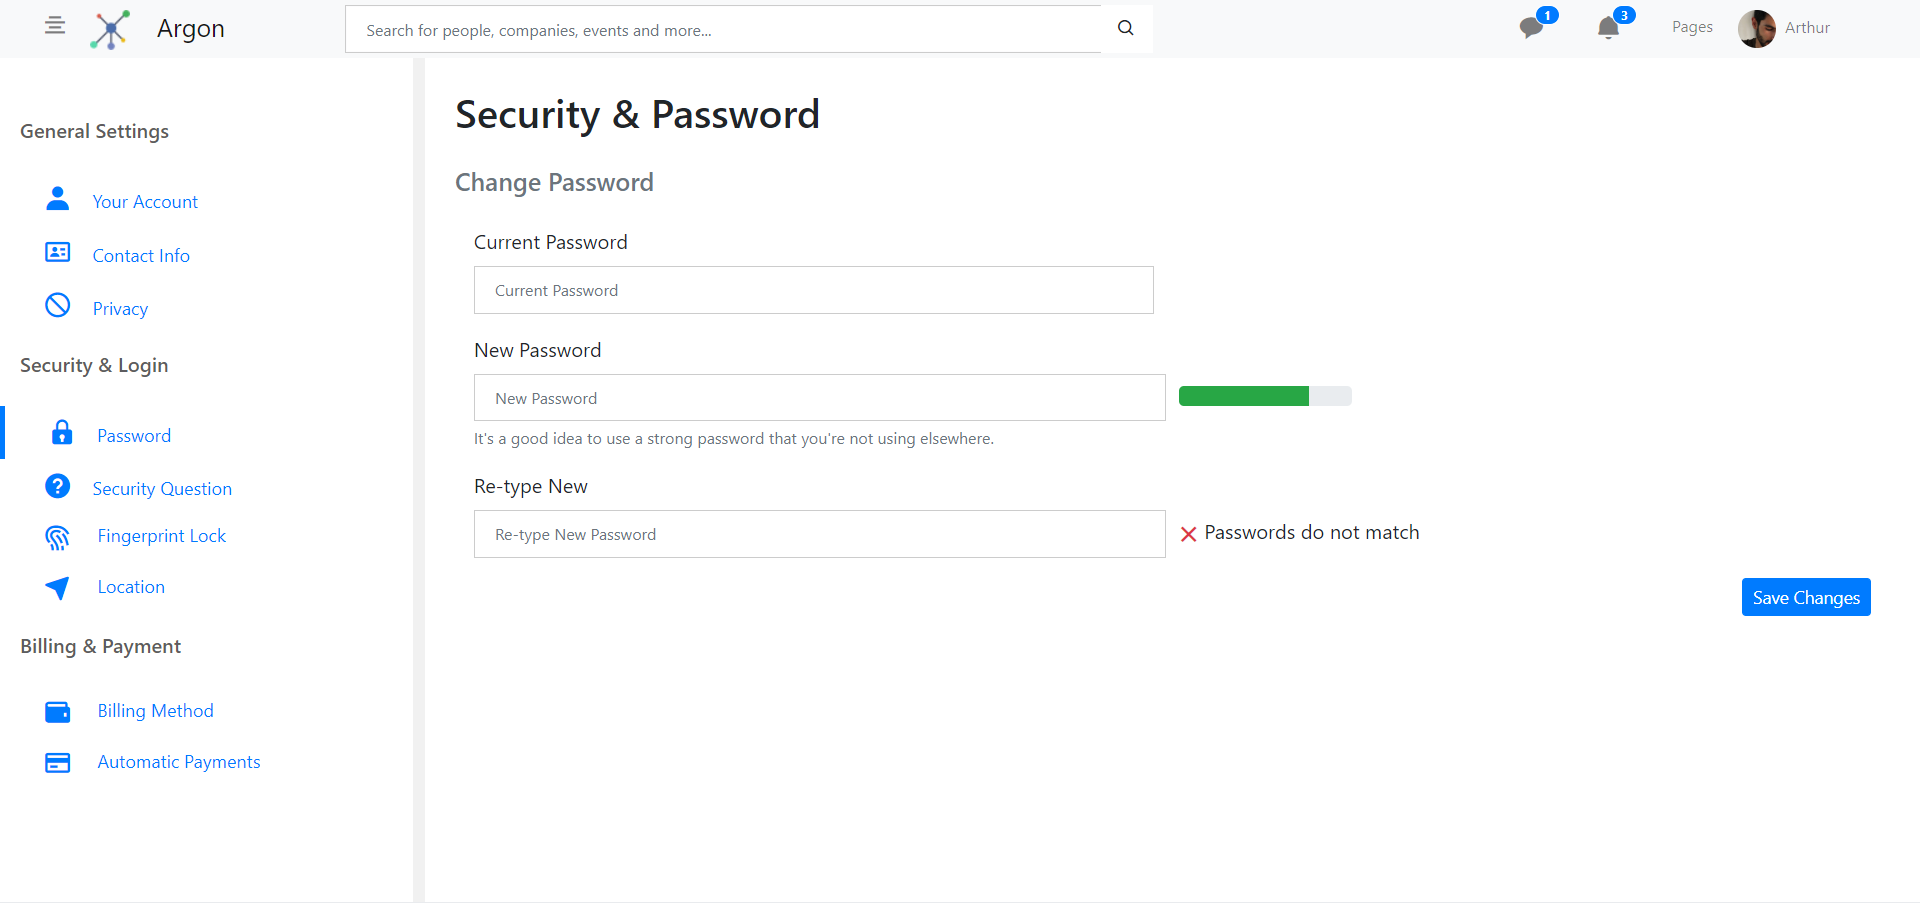 Argon
Search for people, companies, events and more...
1
3
Pages
Arthur
General Settings
Your Account
Contact Info
Privacy
Security & Login
Password
Security Question
Fingerprint Lock
Location
Billing & Payment
Billing Method
Automatic Payments
Security & Password
Change Password
Current Password
Current Password
New Password
New Password
It's a good idea to use a strong password that you're not using elsewhere.
Re-type New
Re-type New Password
Passwords do not match
Save Changes